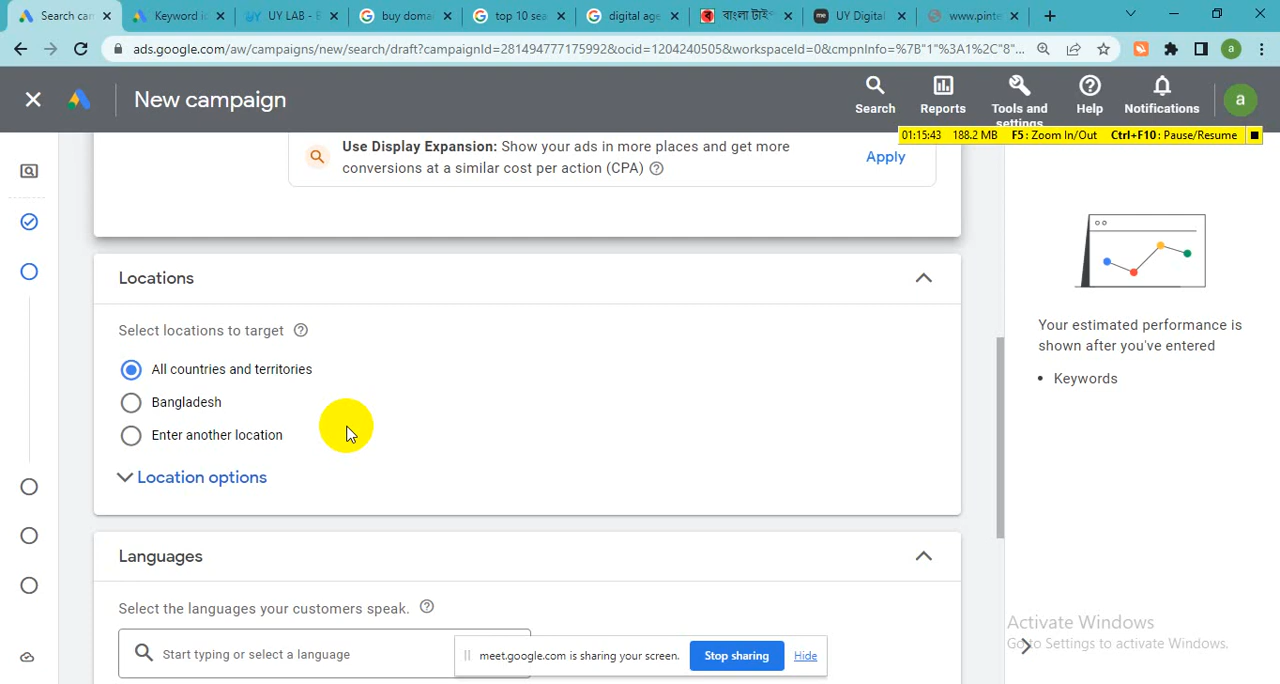 Search can
Keyword id
UY LAB - B
buy doma
top 10 sea
digital age
বাংলা টাইপ
UY Digital
www.pinte
ads.google.com/aw/campaigns/new/search/draft?campaignId=281494777175992&ocid=1204240505&workspaceId=0&cmpnInfo=%7B"1"%3A1%2C"8"...
a
New campaign
Search
Reports
Tools and
settings
Help
Notifications
a
01:15:43 188.2 MB F5: Zoom In/Out Ctrl+F10: Pause/Resume
Use Display Expansion: Show your ads in more places and get more
conversions at a similar cost per action (CPA)
Apply
Locations
Select locations to target
All countries and territories
Bangladesh
Enter another location
Location options
Languages
Select the languages your customers speak.
Start typing or select a language
Your estimated performance is
shown after you've entered
• Keywords
Activate Windows
Go to Settings to activate Windows.
meet.google.com is sharing your screen.
Stop sharing
Hide